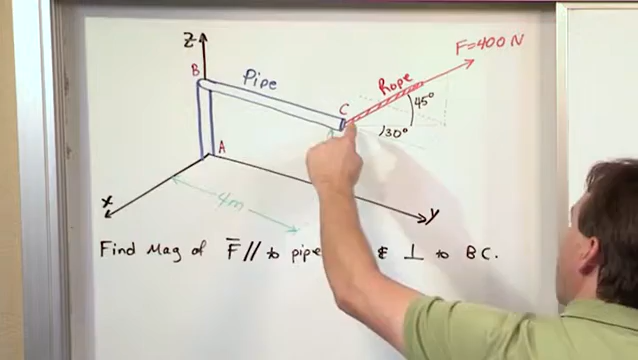 F=400 N
Z
B
Pipe
Rope
C
45°
30°
A
x
4m
y
Find Mag of F̅ // to pipe & ⊥ to BC.